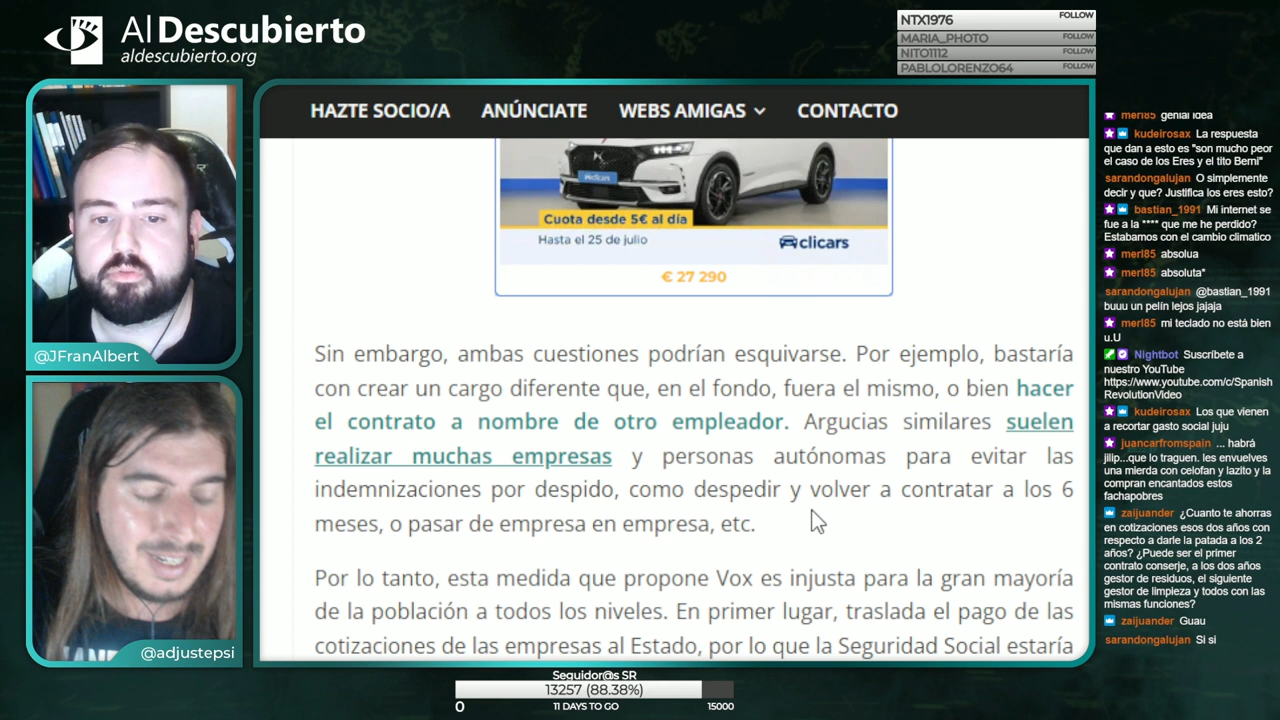 Al Descubierto
aldescubierto.org
NTX1976 FOLLOW
MARIA_PHOTO FOLLOW
NITO1112 FOLLOW
PABLOLORENZO64 FOLLOW
@JFranAlbert
@adjustepsi
HAZTE SOCIO/A ANÚNCIATE WEBS AMIGAS CONTACTO
Cuota desde 5€ al día
Hasta el 25 de julio
clicars
€ 27 290
Sin embargo, ambas cuestiones podrían esquivarse. Por ejemplo, bastaría
con crear un cargo diferente que, en el fondo, fuera el mismo, o bien hacer
el contrato a nombre de otro empleador. Argucias similares suelen
realizar muchas empresas y personas autónomas para evitar las
indemnizaciones por despido, como despedir y volver a contratar a los 6
meses, o pasar de empresa en empresa, etc.
Por lo tanto, esta medida que propone Vox es injusta para la gran mayoría
de la población a todos los niveles. En primer lugar, traslada el pago de las
cotizaciones de las empresas al Estado, por lo que la Seguridad Social estaría
merl85 genial idea
kudeirosax La respuesta
que dan a esto es "son mucho peor
el caso de los Eres y el tito Berni"
sarandongalujan O simplemente
decir y que? Justifica los eres esto?
bastian_1991 Mi internet se
fue a la **** que me he perdido?
Estabamos con el cambio climatico
merl85 absolua
merl85 absoluta*
sarandongalujan @bastian_1991
buuu un pelín lejos jajaja
merl85 mi teclado no está bien
u.U
Nightbot Suscríbete a
nuestro YouTube
https://www.youtube.com/c/Spanish
RevolutionVideo
kudeirosax Los que vienen
a recortar gasto social juju
juancarfromspain ... habrá
jilip...que lo traguen. les envuelves
una mierda con celofan y lazito y la
compran encantados estos
fachapobres
zaijuander ¿Cuanto te ahorras
en cotizaciones esos dos años con
respecto a darle la patada a los 2
años? ¿Puede ser el primer
contrato conserje, a los dos años
gestor de residuos, el siguiente
gestor de limpieza y todos con las
mismas funciones?
zaijuander Guau
sarandongalujan Si si
Seguidor@s SR
13257 (88.38%)
0 11 DAYS TO GO 15000